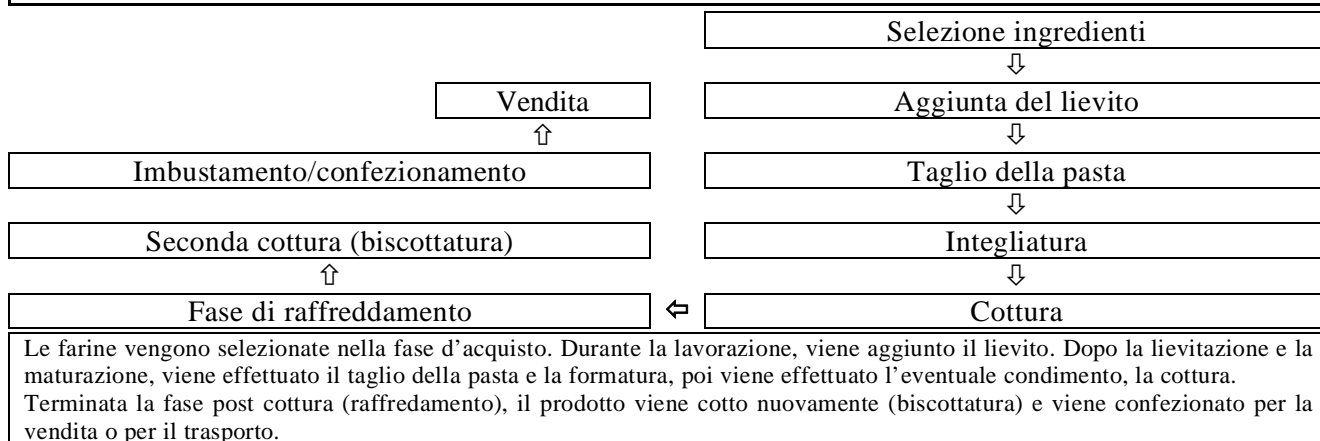 Selezione ingredienti
⇩
Vendita
Aggiunta del lievito
⇧
⇩
Imbustamento/confezionamento
Taglio della pasta
⇩
Seconda cottura (biscottatura)
Integliatura
⇧
⇩
Fase di raffreddamento
⇦
Cottura
Le farine vengono selezionate nella fase d’acquisto. Durante la lavorazione, viene aggiunto il lievito. Dopo la lievitazione e la
maturazione, viene effettuato il taglio della pasta e la formatura, poi viene effettuato l’eventuale condimento, la cottura.
Terminata la fase post cottura (raffredamento), il prodotto viene cotto nuovamente (biscottatura) e viene confezionato per la
vendita o per il trasporto.